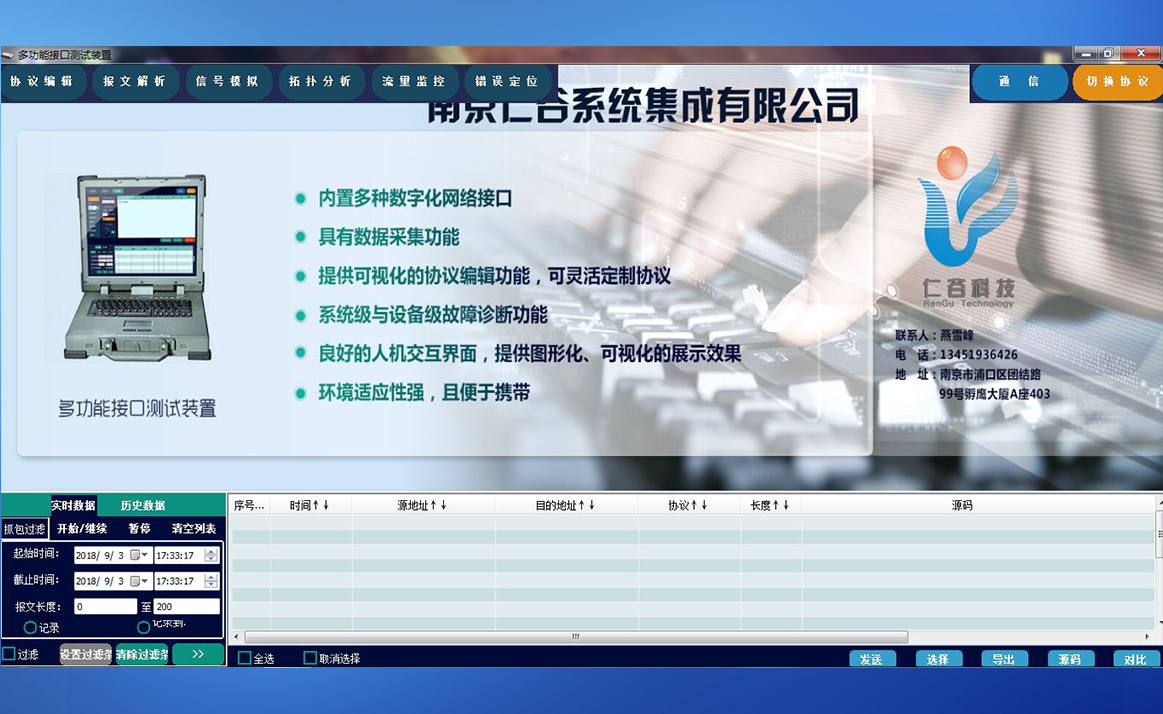 多功能接口测试装置
协议编辑 报文解析 信号模拟 拓扑分析 流量监控 错误定位 通信 切换协议
南京仁谷系统集成有限公司
内置多种数字化网络接口
具有数据采集功能
提供可视化的协议编辑功能，可灵活定制协议
系统级与设备级故障诊断功能
良好的人机交互界面，提供图形化、可视化的展示效果
环境适应性强，且便于携带
多功能接口测试装置
仁谷科技
RenGu Technology
联系人：燕雪峰
电 话：13451936426
地 址：南京市浦口区团结路
99号孵鹰大厦A座403
实时数据 历史数据
抓包过滤 开始/继续 暂停 清空列表
起始时间： 2018/ 9/ 3 17:33:17
截止时间： 2018/ 9/ 3 17:33:17
报文长度： 0 至 200
记录 记录到.
过滤 设置过滤条 清除过滤条 >>
序号... 时间↑↓ 源地址↑↓ 目的地址↑↓ 协议↑↓ 长度↑↓ 源码
全选 取消选择 发送 选择 导出 源码 对比